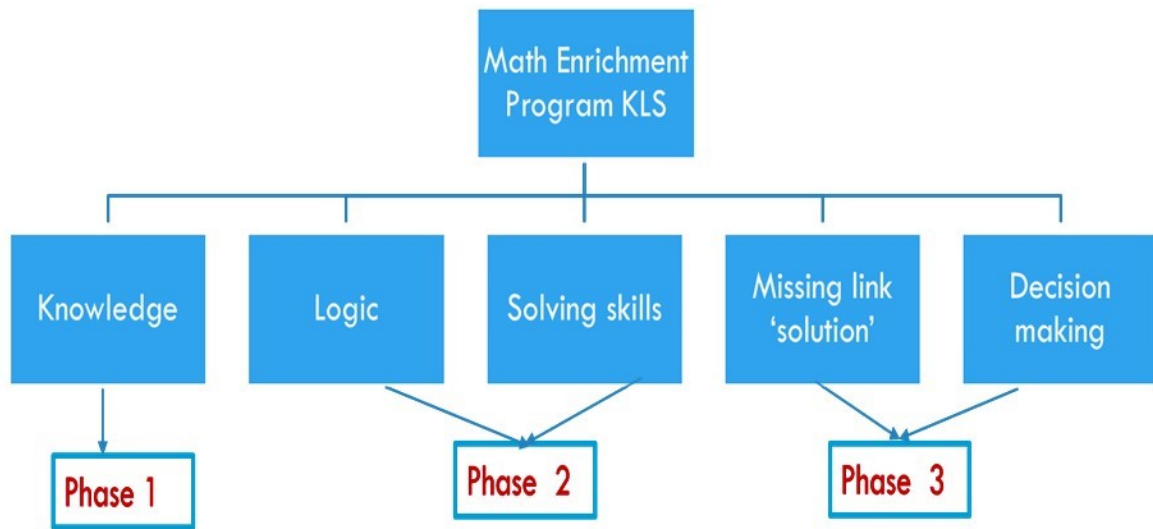 Math Enrichment
Program KLS
Knowledge
Logic
Solving skills
Missing link
‘solution’
Decision
making
Phase 1
Phase 2
Phase 3